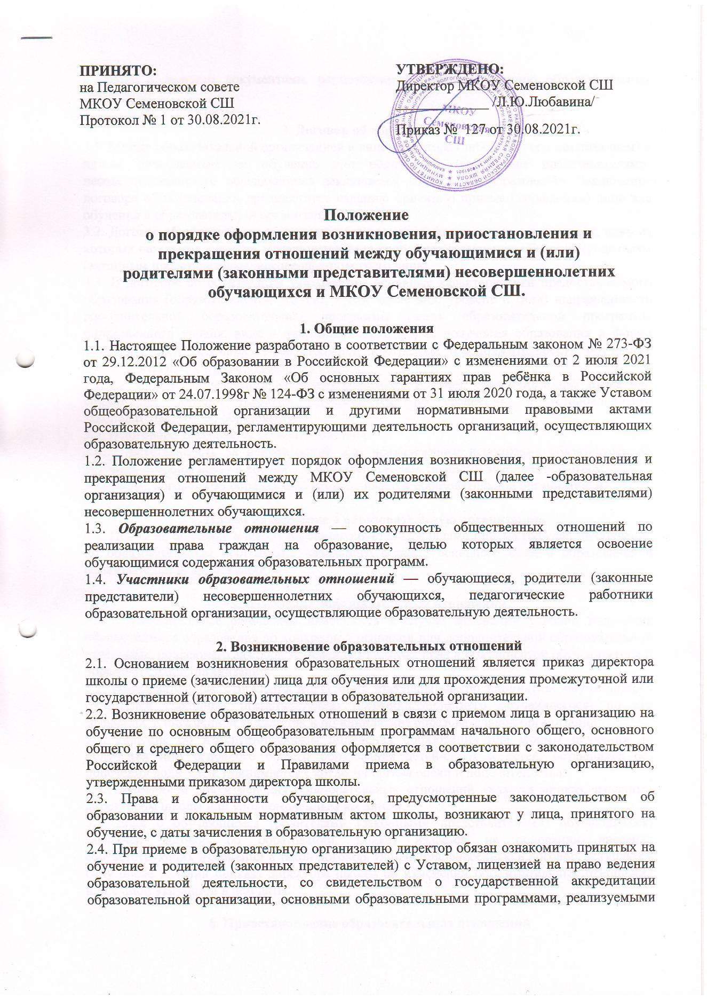 ПРИНЯТО:
на Педагогическом совете
МКОУ Семеновской СШ
Протокол № 1 от 30.08.2021г.
УТВЕРЖДЕНО:
Директор МКОУ Семеновской СШ
_____________ /Л.Ю.Любавина/
Приказ № 127 от 30.08.2021г.
МКОУ
Семеновская
СШ
Положение
о порядке оформления возникновения, приостановления и
прекращения отношений между обучающимися и (или)
родителями (законными представителями) несовершеннолетних
обучающихся и МКОУ Семеновской СШ.
1. Общие положения
1.1. Настоящее Положение разработано в соответствии с Федеральным законом № 273-ФЗ
от 29.12.2012 «Об образовании в Российской Федерации» с изменениями от 2 июля 2021
года, Федеральным Законом «Об основных гарантиях прав ребёнка в Российской
Федерации» от 24.07.1998г № 124-ФЗ с изменениями от 31 июля 2020 года, а также Уставом
общеобразовательной организации и другими нормативными правовыми актами
Российской Федерации, регламентирующими деятельность организаций, осуществляющих
образовательную деятельность.
1.2. Положение регламентирует порядок оформления возникновения, приостановления и
прекращения отношений между МКОУ Семеновской СШ (далее -образовательная
организация) и обучающимися и (или) их родителями (законными представителями)
несовершеннолетних обучающихся.
1.3. Образовательные отношения — совокупность общественных отношений по
реализации права граждан на образование, целью которых является освоение
обучающимися содержания образовательных программ.
1.4. Участники образовательных отношений — обучающиеся, родители (законные
представители) несовершеннолетних обучающихся, педагогические работники
образовательной организации, осуществляющие образовательную деятельность.
2. Возникновение образовательных отношений
2.1. Основанием возникновения образовательных отношений является приказ директора
школы о приеме (зачислении) лица для обучения или для прохождения промежуточной или
государственной (итоговой) аттестации в образовательной организации.
2.2. Возникновение образовательных отношений в связи с приемом лица в организацию на
обучение по основным общеобразовательным программам начального общего, основного
общего и среднего общего образования оформляется в соответствии с законодательством
Российской Федерации и Правилами приема в образовательную организацию,
утвержденными приказом директора школы.
2.3. Права и обязанности обучающегося, предусмотренные законодательством об
образовании и локальным нормативным актом школы, возникают у лица, принятого на
обучение, с даты зачисления в образовательную организацию.
2.4. При приеме в образовательную организацию директор обязан ознакомить принятых на
обучение и родителей (законных представителей) с Уставом, лицензией на право ведения
образовательной деятельности, со свидетельством о государственной аккредитации
образовательной организации, основными образовательными программами, реализуемыми